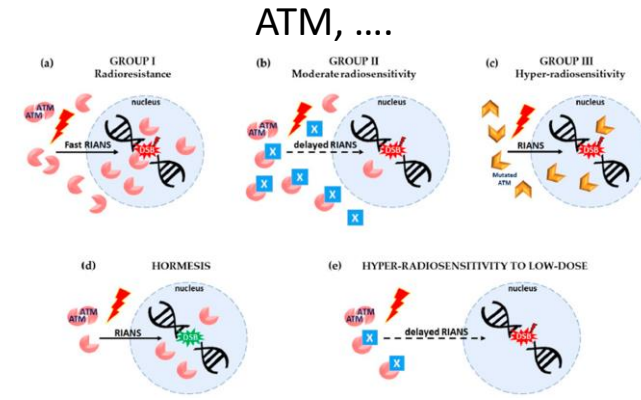 ATM, ....
(a) GROUP I
Radioresistance
nucleus
ATM
ATM
Fast RIANS
DSB
(b) GROUP II
Moderate radiosensitivity
nucleus
ATM
ATM
X
X
delayed RIANS
X
X
X
X
X
DSB
(c) GROUP III
Hyper-radiosensitivity
nucleus
RIANS
Mutated
ATM
DSB
(d) HORMESIS
nucleus
ATM
ATM
RIANS
DSB
(e) HYPER-RADIOSENSITIVITY TO LOW-DOSE
nucleus
ATM
ATM
X
delayed RIANS
X
DSB